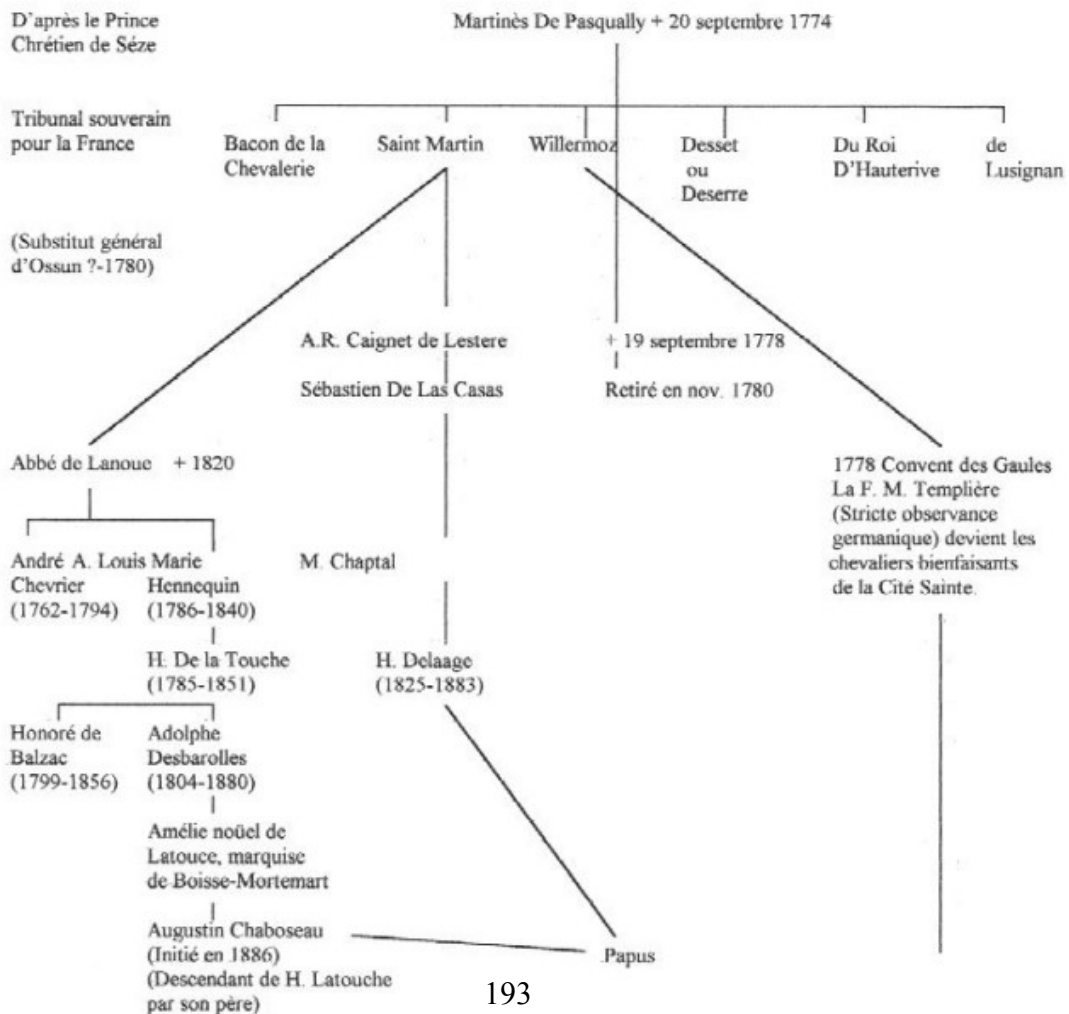 D'après le Prince
Chrétien de Séze
Martinès De Pasqually + 20 septembre 1774
Tribunal souverain
pour la France
Bacon de la
Chevalerie
Saint Martin
Willermoz
Desset
ou
Deserre
Du Roi
D'Hauterive
de
Lusignan
(Substitut général
d'Ossun ?-1780)
A.R. Caignet de Lestere
+ 19 septembre 1778
Sébastien De Las Casas
Retiré en nov. 1780
Abbé de Lanoue + 1820
1778 Convent des Gaules
La F. M. Templière
(Stricte observance
germanique) devient les
chevaliers bienfaisants
de la Cité Sainte.
André A. Louis Marie
Chevrier
(1762-1794)
Hennequin
(1786-1840)
M. Chaptal
H. De la Touche
(1785-1851)
H. Delaage
(1825-1883)
Honoré de
Balzac
(1799-1856)
Adolphe
Desbarolles
(1804-1880)
Amélie noüel de
Latouce, marquise
de Boisse-Mortemart
Augustin Chaboseau
(Initié en 1886)
(Descendant de H. Latouche
par son père)
Papus
193